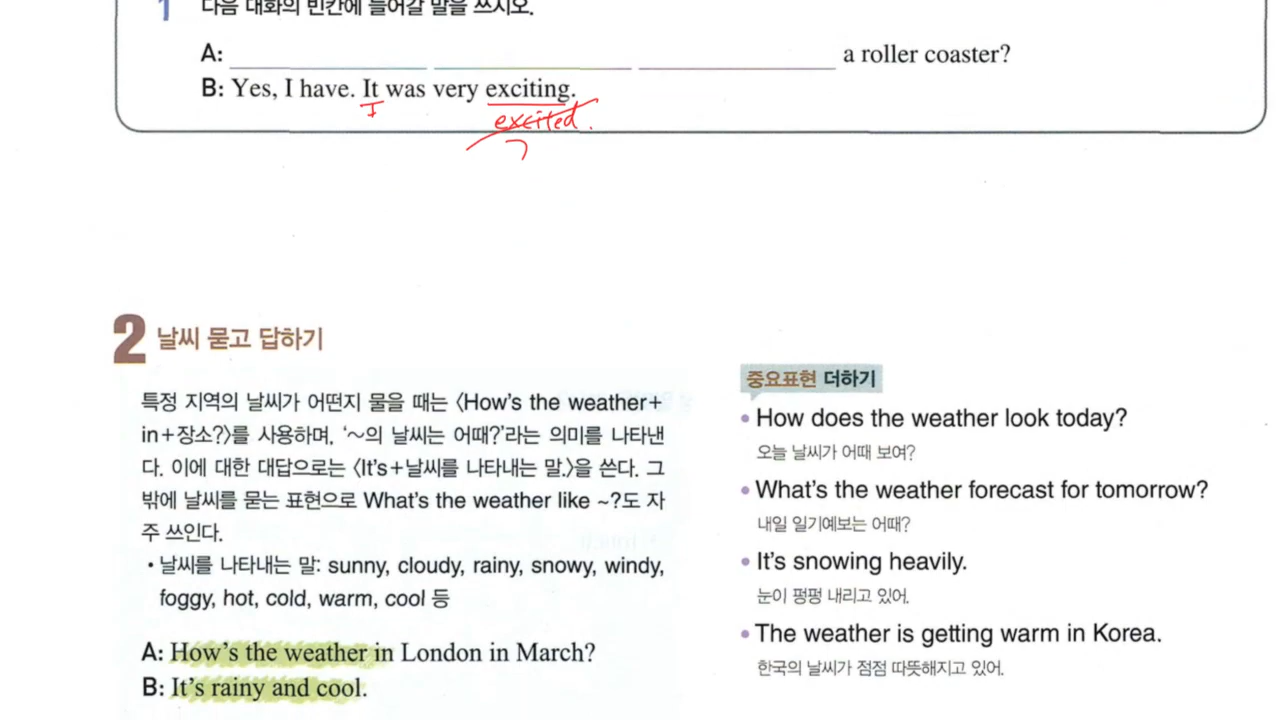 1 다음 대화의 빈칸에 들어갈 말을 쓰시오.
A: ____ ____ ____ a roller coaster?
B: Yes, I have. It was very exciting.
I
excited.
2 날씨 묻고 답하기
특정 지역의 날씨가 어떤지 물을 때는 〈How's the weather+
in+장소?〉를 사용하며, '~의 날씨는 어때?'라는 의미를 나타낸
다. 이에 대한 대답으로는 〈It's+날씨를 나타내는 말.〉을 쓴다. 그
밖에 날씨를 묻는 표현으로 What's the weather like ~?도 자
주 쓰인다.
• 날씨를 나타내는 말: sunny, cloudy, rainy, snowy, windy,
foggy, hot, cold, warm, cool 등
A: How's the weather in London in March?
B: It's rainy and cool.
중요표현 더하기
• How does the weather look today?
오늘 날씨가 어때 보여?
• What's the weather forecast for tomorrow?
내일 일기예보는 어때?
• It's snowing heavily.
눈이 펑펑 내리고 있어.
• The weather is getting warm in Korea.
한국의 날씨가 점점 따뜻해지고 있어.